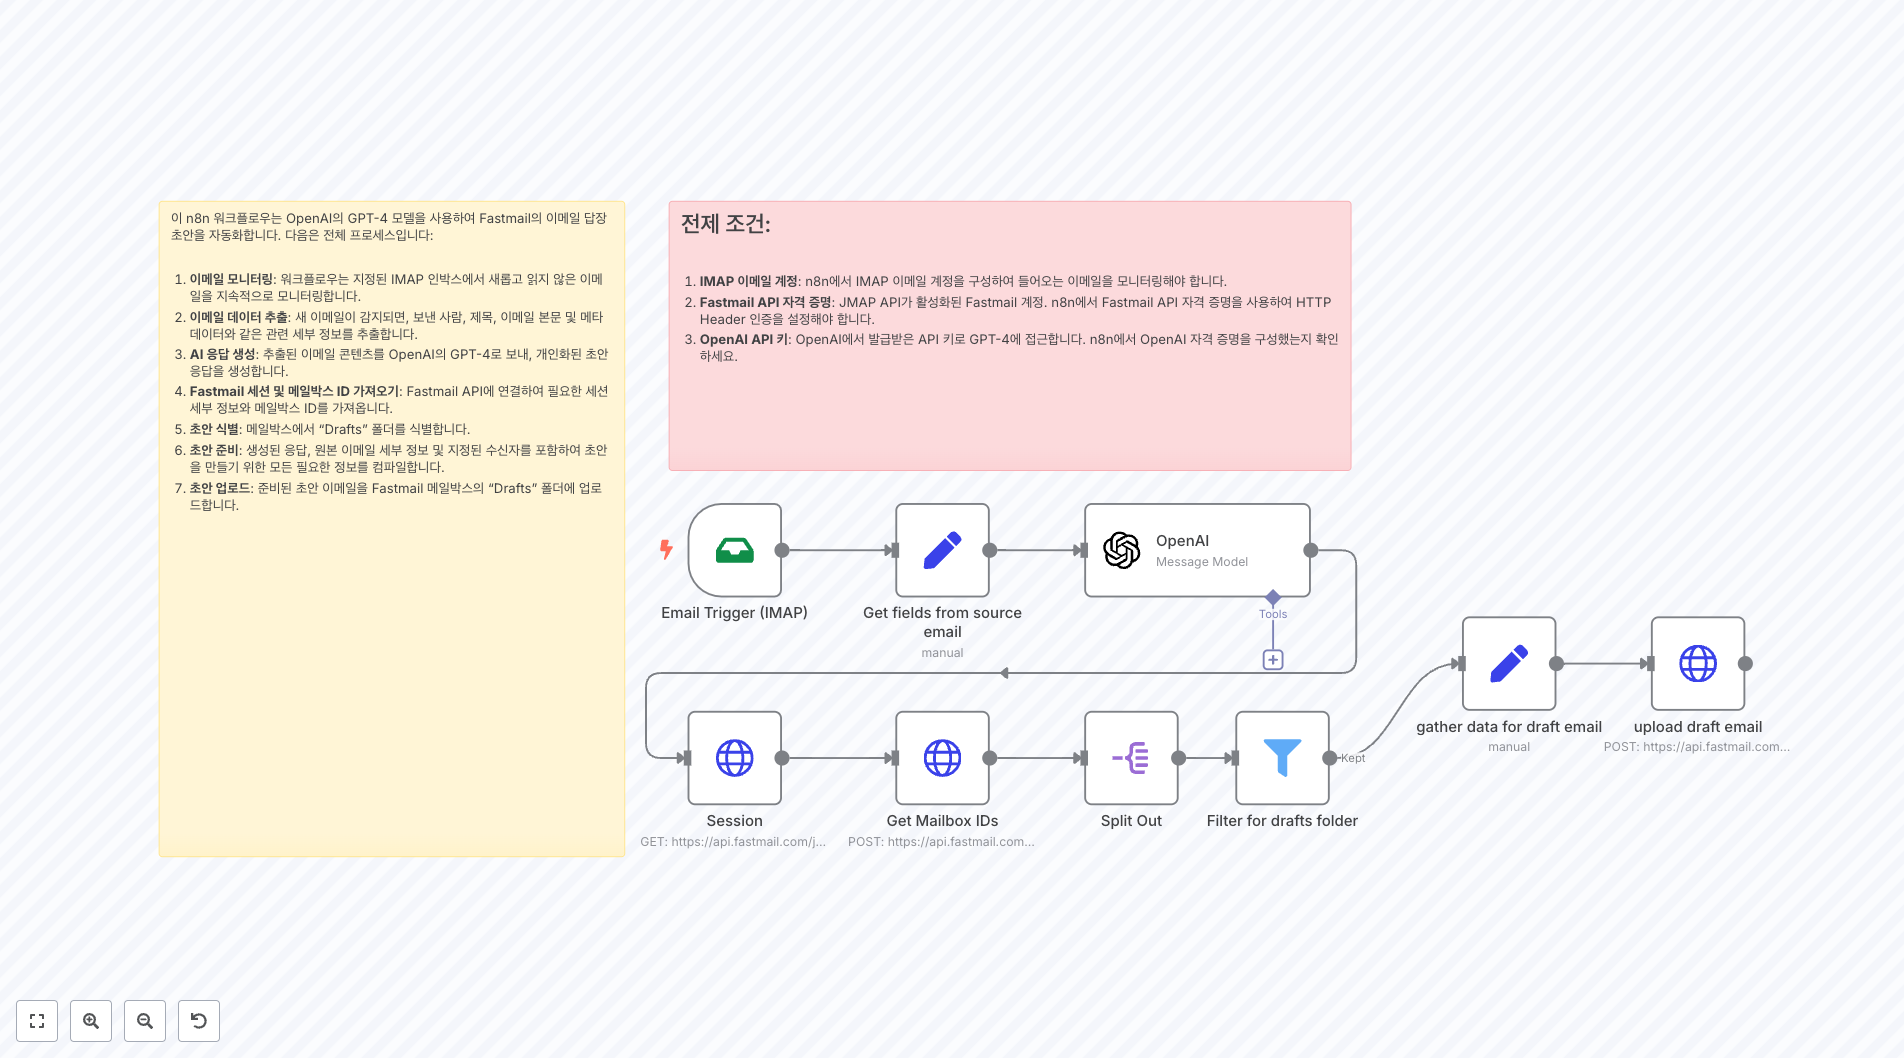 이 n8n 워크플로우는 OpenAI의 GPT-4 모델을 사용하여 Fastmail의 이메일 답장
초안을 자동화합니다. 다음은 전체 프로세스입니다:
1. 이메일 모니터링: 워크플로우는 지정된 IMAP 인박스에서 새롭고 읽지 않은 이메
일을 지속적으로 모니터링합니다.
2. 이메일 데이터 추출: 새 이메일이 감지되면, 보낸 사람, 제목, 이메일 본문 및 메타
데이터와 같은 관련 세부 정보를 추출합니다.
3. AI 응답 생성: 추출된 이메일 콘텐츠를 OpenAI의 GPT-4로 보내, 개인화된 초안
응답을 생성합니다.
4. Fastmail 세션 및 메일박스 ID 가져오기: Fastmail API에 연결하여 필요한 세션
세부 정보와 메일박스 ID를 가져옵니다.
5. 초안 식별: 메일박스에서 “Drafts” 폴더를 식별합니다.
6. 초안 준비: 생성된 응답, 원본 이메일 세부 정보 및 지정된 수신자를 포함하여 초안
을 만들기 위한 모든 필요한 정보를 컴파일합니다.
7. 초안 업로드: 준비된 초안 이메일을 Fastmail 메일박스의 “Drafts” 폴더에 업로
드합니다.
전제 조건:
1. IMAP 이메일 계정: n8n에서 IMAP 이메일 계정을 구성하여 들어오는 이메일을 모니터링해야 합니다.
2. Fastmail API 자격 증명: JMAP API가 활성화된 Fastmail 계정. n8n에서 Fastmail API 자격 증명을 사용하여 HTTP
Header 인증을 설정해야 합니다.
3. OpenAI API 키: OpenAI에서 발급받은 API 키로 GPT-4에 접근합니다. n8n에서 OpenAI 자격 증명을 구성했는지 확인
하세요.
Email Trigger (IMAP)
Get fields from source
email
manual
OpenAI
Message Model
Tools
Session
GET: https://api.fastmail.com/j...
Get Mailbox IDs
POST: https://api.fastmail.com...
Split Out
Filter for drafts folder
Kept
gather data for draft email
manual
upload draft email
POST: https://api.fastmail.com...